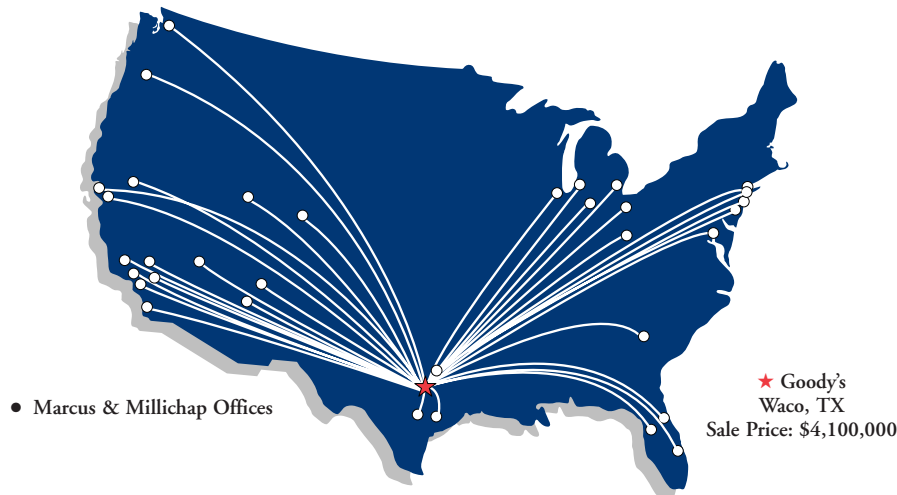 ● Marcus & Millichap Offices
★ Goody's
Waco, TX
Sale Price: $4,100,000